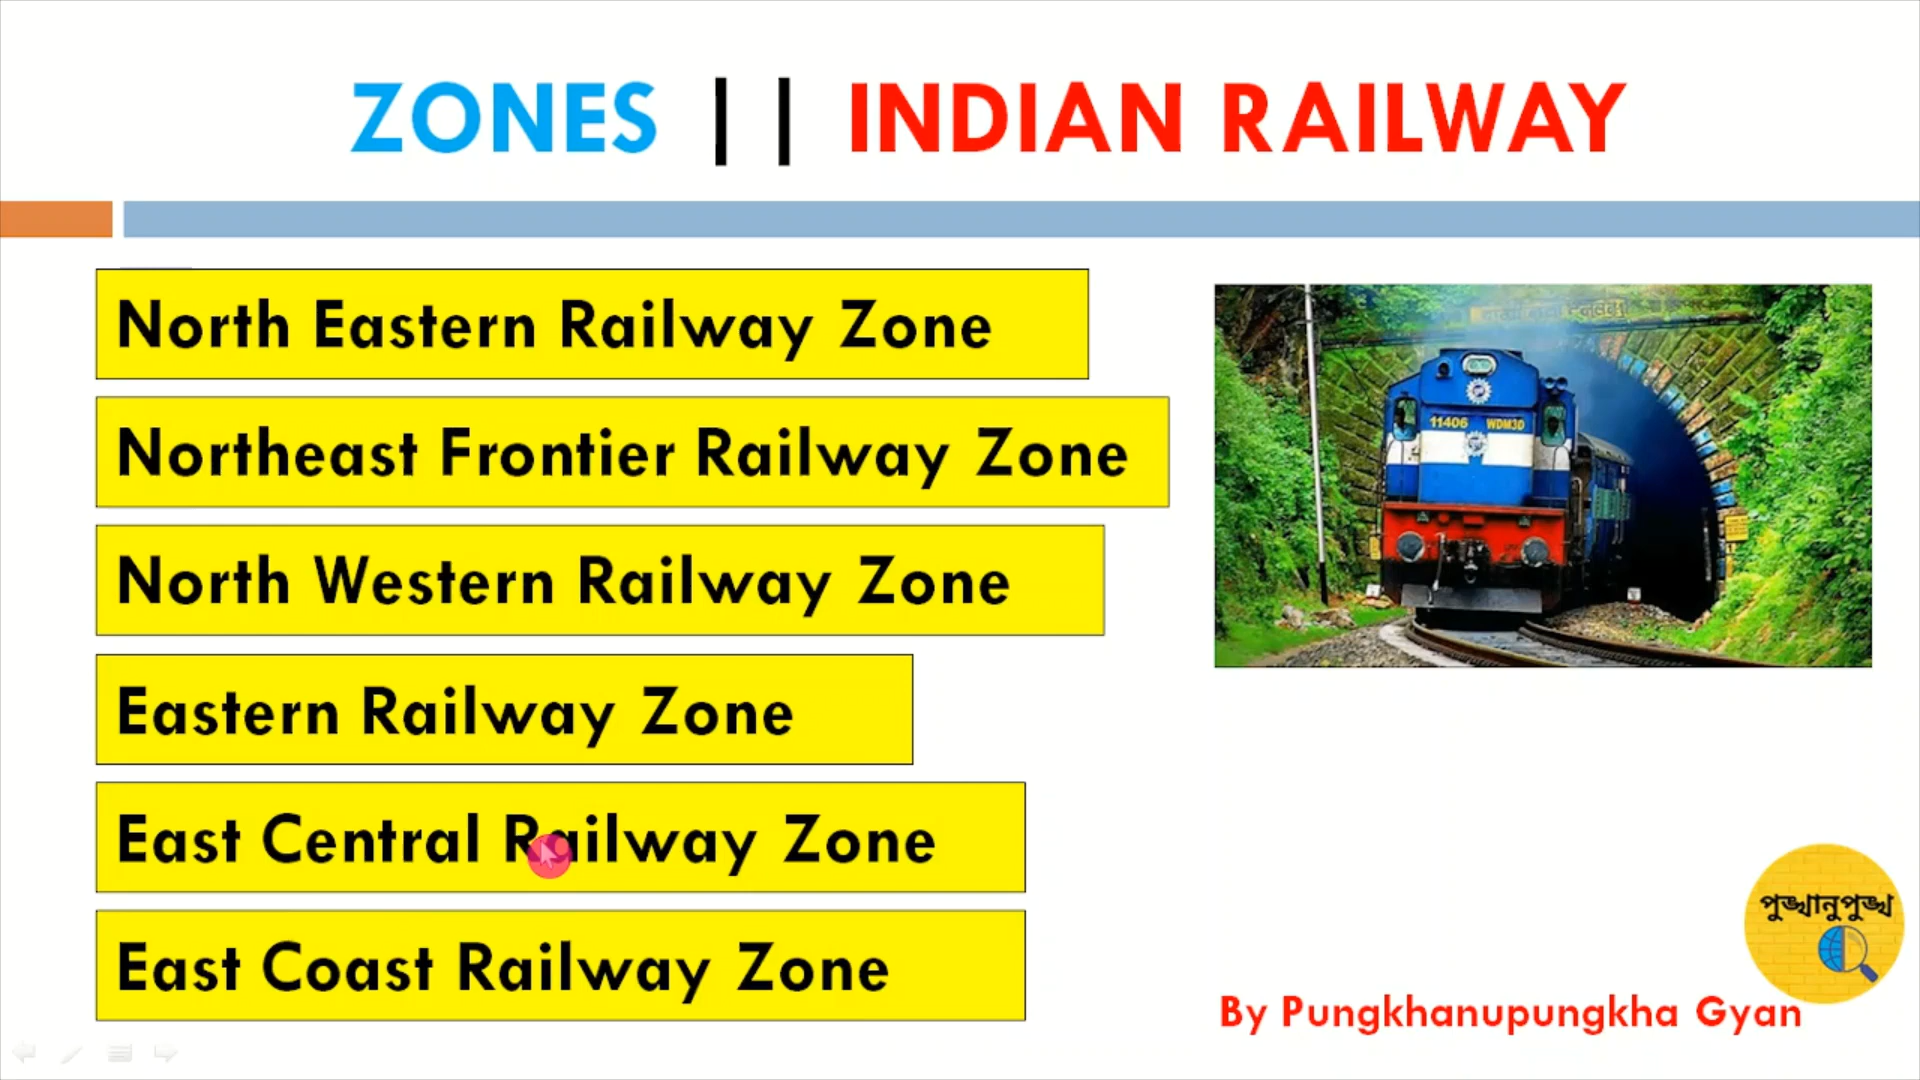 ZONES || INDIAN RAILWAY
North Eastern Railway Zone
Northeast Frontier Railway Zone
North Western Railway Zone
Eastern Railway Zone
East Central Railway Zone
East Coast Railway Zone
11406 WDM3D
পুঙ্খানুপুঙ্খ
By Pungkhanupungkha Gyan